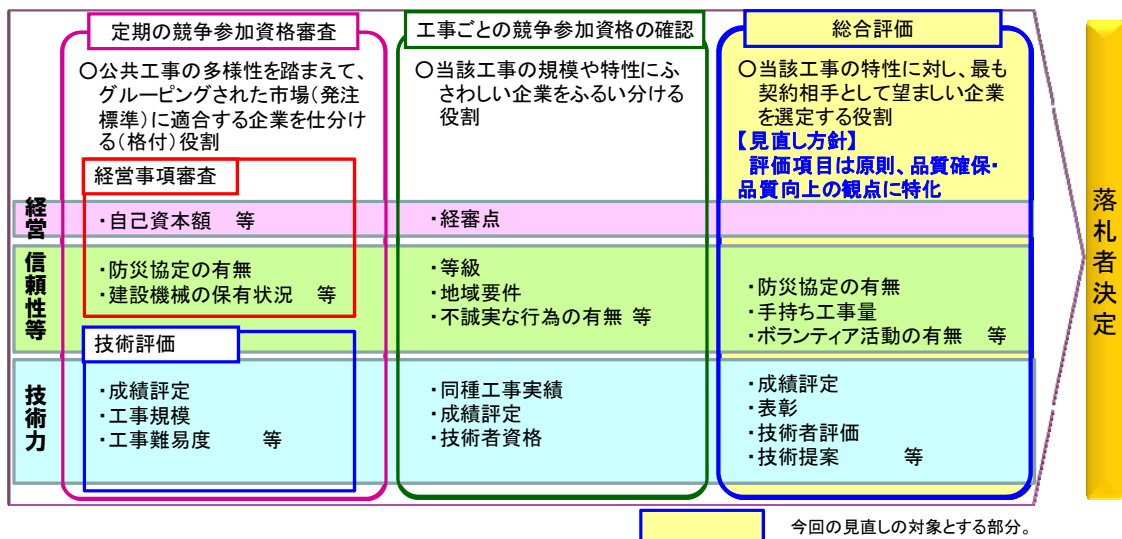 定期の競争参加資格審査
○公共工事の多様性を踏まえて、
グルーピングされた市場(発注
標準)に適合する企業を仕分け
る(格付)役割
工事ごとの競争参加資格の確認
○当該工事の規模や特性にふ
さわしい企業をふるい分ける
役割
総合評価
○当該工事の特性に対し、最も
契約相手として望ましい企業
を選定する役割
【見直し方針】
評価項目は原則、品質確保・
品質向上の観点に特化
経営事項審査
経営
・自己資本額 等
・経審点
信頼性等
・防災協定の有無
・建設機械の保有状況 等
・等級
・地域要件
・不誠実な行為の有無 等
・防災協定の有無
・手持ち工事量
・ボランティア活動の有無 等
技術評価
技術力
・成績評定
・工事規模
・工事難易度 等
・同種工事実績
・成績評定
・技術者資格
・成績評定
・表彰
・技術者評価
・技術提案 等
落札者決定
今回の見直しの対象とする部分。